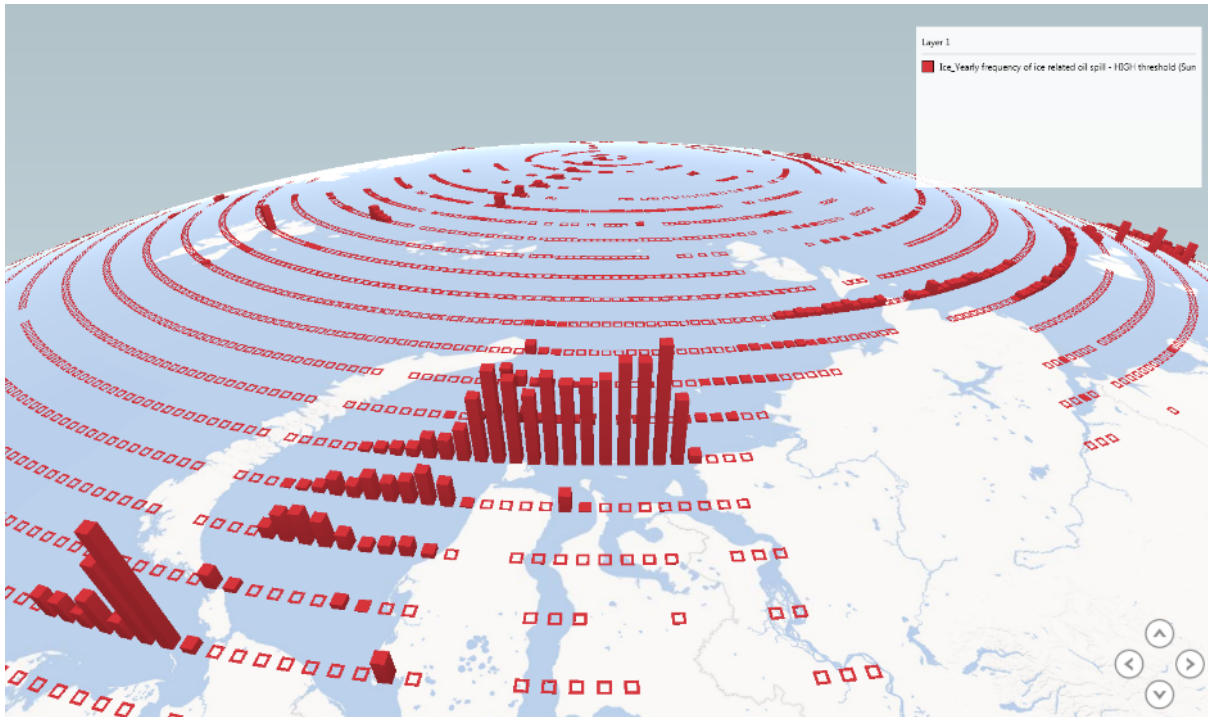 Layer 1
Ice_Yearly frequency of ice related oil spill - HIGH threshold (Sun